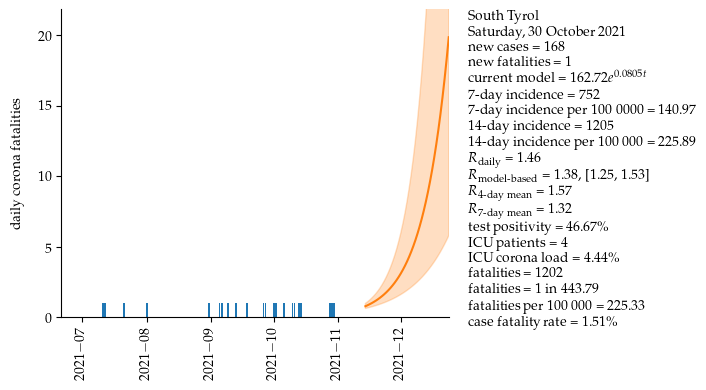 20
15
10
5
0
daily corona fatalities
2021−07
2021−08
2021−09
2021−10
2021−11
2021−12
South Tyrol
Saturday, 30 October 2021
new cases = 168
new fatalities = 1
current model = 162.72e^0.0805t
7-day incidence = 752
7-day incidence per 100 0000 = 140.97
14-day incidence = 1205
14-day incidence per 100 000 = 225.89
R_daily = 1.46
R_model-based = 1.38, [1.25, 1.53]
R_4-day mean = 1.57
R_7-day mean = 1.32
test positivity = 46.67%
ICU patients = 4
ICU corona load = 4.44%
fatalities = 1202
fatalities = 1 in 443.79
fatalities per 100 000 = 225.33
case fatality rate = 1.51%